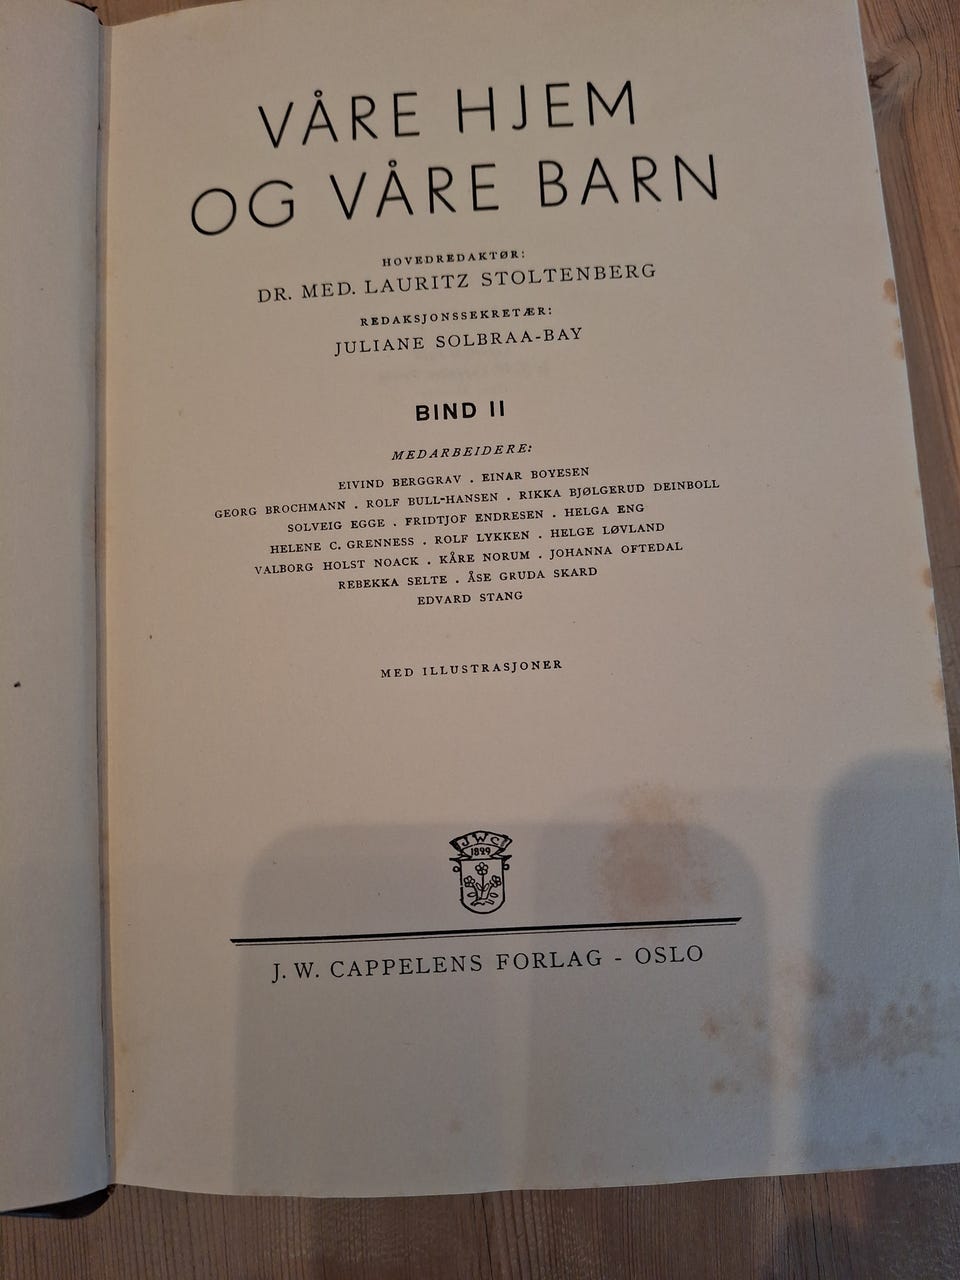 VÅRE HJEM
OG VÅRE BARN
HOVEDREDAKTØR:
DR. MED. LAURITZ STOLTENBERG
REDAKSJONSSEKRETÆR:
JULIANE SOLBRAA-BAY
BIND II
MEDARBEIDERE:
EIVIND BERGGRAV . EINAR BOYESEN
GEORG BROCHMANN . ROLF BULL-HANSEN . RIKKA BJØLGERUD DEINBOLL
SOLVEIG EGGE . FRIDTJOF ENDRESEN . HELGA ENG
HELENE C. GRENNESS . ROLF LYKKEN . HELGE LØVLAND
VALBORG HOLST NOACK . KÅRE NORUM . JOHANNA OFTEDAL
REBEKKA SELTE . ÅSE GRUDA SKARD
EDVARD STANG
MED ILLUSTRASJONER
JWC
1829
J. W. CAPPELENS FORLAG - OSLO